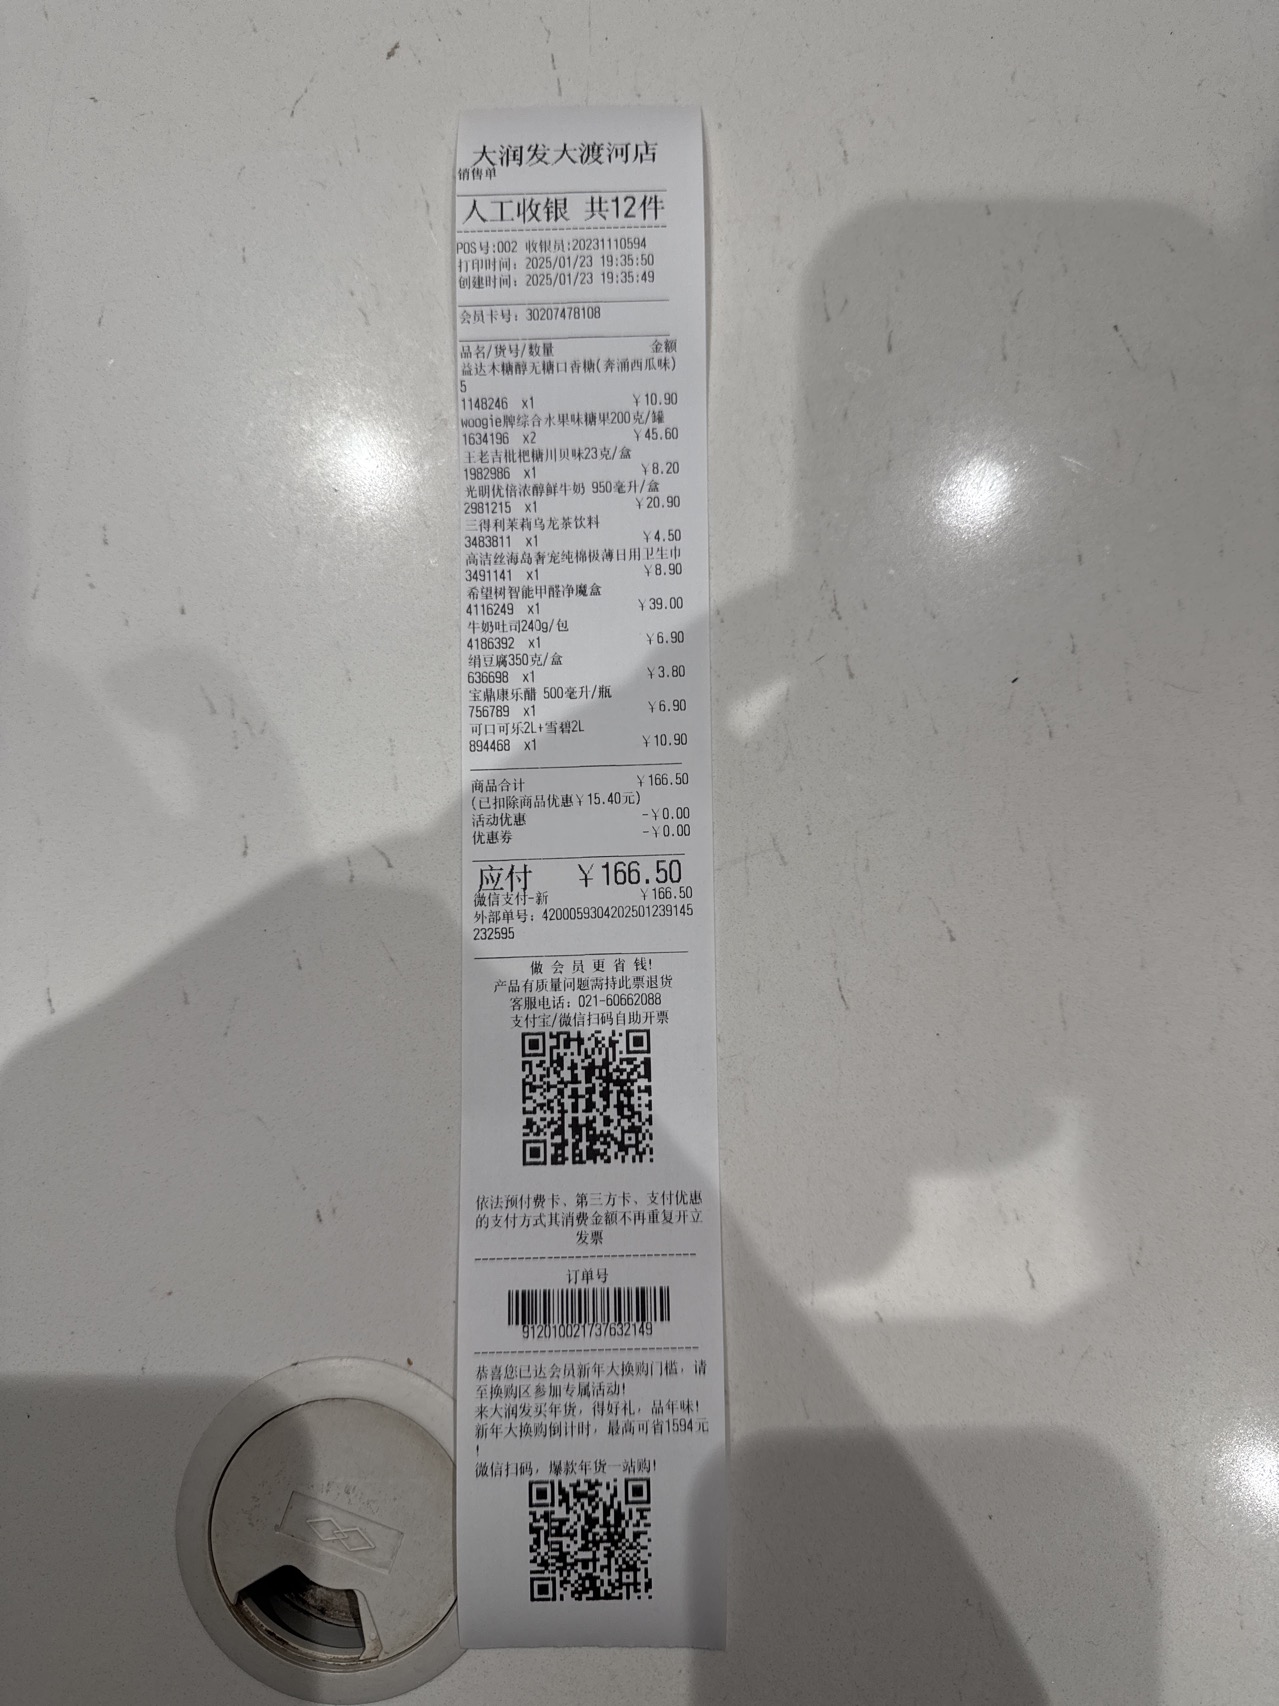 大润发大渡河店
销售单
人工收银 共12件
POS号:002 收银员:20231110594
打印时间：2025/01/23 19:35:50
创建时间：2025/01/23 19:35:49
会员卡号：30207478108
品名/货号/数量 金额
益达木糖醇无糖口香糖(奔涌西瓜味)
5
1148246 x1 ￥10.90
woogie牌综合水果味糖果200克/罐
1634196 x2 ￥45.60
王老吉枇杷糖川贝味23克/盒
1982986 x1 ￥8.20
光明优倍浓醇鲜牛奶 950毫升/盒
2981215 x1 ￥20.90
三得利茉莉乌龙茶饮料
3483811 x1 ￥4.50
高洁丝海岛奢宠纯棉极薄日用卫生巾
3491141 x1 ￥8.90
希望树智能甲醛净魔盒
4116249 x1 ￥39.00
牛奶吐司240g/包
4186392 x1 ￥6.90
绢豆腐350克/盒
636698 x1 ￥3.80
宝鼎康乐醋 500毫升/瓶
756789 x1 ￥6.90
可口可乐2L+雪碧2L
894468 x1 ￥10.90
商品合计 ￥166.50
(已扣除商品优惠￥15.40元)
活动优惠 -￥0.00
优惠券 -￥0.00
应付 ￥166.50
微信支付-新 ￥166.50
外部单号：4200059304202501239145
232595
做 会 员 更 省 钱!
产品有质量问题需持此票退货
客服电话：021-60662088
支付宝/微信扫码自助开票
依法预付费卡、第三方卡、支付优惠
的支付方式其消费金额不再重复开立
发票
订单号
912010021737632149
恭喜您已达会员新年大换购门槛，请
至换购区参加专属活动!
来大润发买年货，得好礼，品年味!
新年大换购倒计时，最高可省1594元
!
微信扫码，爆款年货一站购!